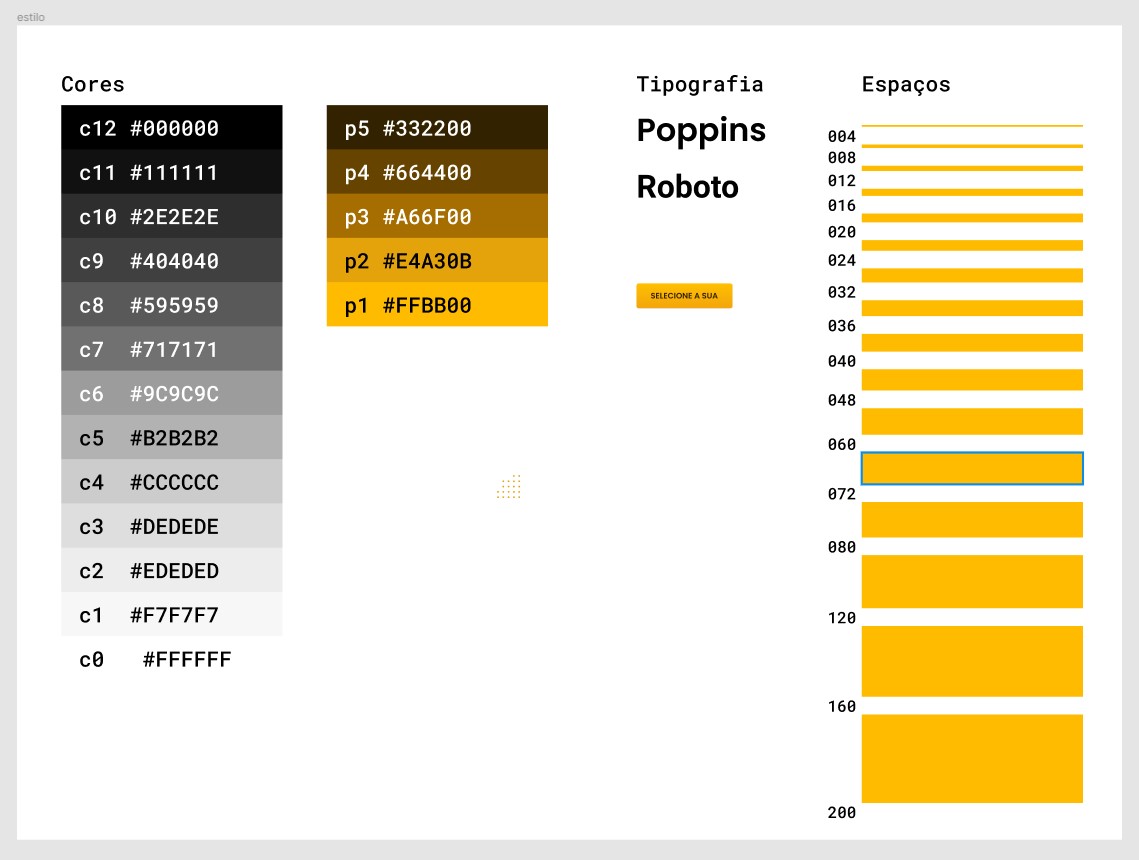 estilo
Cores
c12 #000000
c11 #111111
c10 #2E2E2E
c9 #404040
c8 #595959
c7 #717171
c6 #9C9C9C
c5 #B2B2B2
c4 #CCCCCC
c3 #DEDEDE
c2 #EDEDED
c1 #F7F7F7
c0 #FFFFFF
p5 #332200
p4 #664400
p3 #A66F00
p2 #E4A30B
p1 #FFBB00
Tipografia
Poppins
Roboto
SELECIONE A SUA
Espaços
004
008
012
016
020
024
032
036
040
048
060
072
080
120
160
200